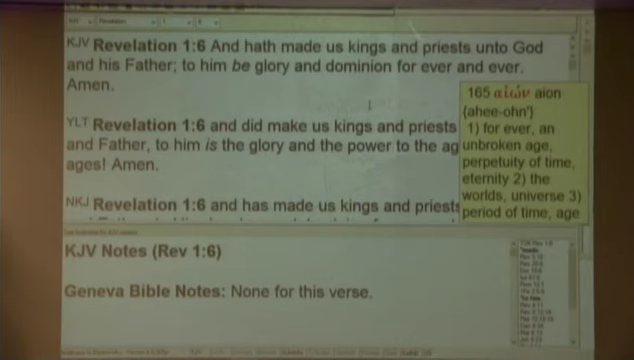 Revelation
1
6
KJV Revelation 1:6 And hath made us kings and priests unto God
and his Father; to him be glory and dominion for ever and ever.
Amen.
YLT Revelation 1:6 and did make us kings and priests
and Father, to him is the glory and the power to the ag
ages! Amen.
NKJ Revelation 1:6 and has made us kings and priests
165 αἰών aion
{ahee-ohn'}
1) for ever, an
unbroken age,
perpetuity of time,
eternity 2) the
worlds, universe 3)
period of time, age
KJV Notes (Rev 1:6)
Geneva Bible Notes: None for this verse.